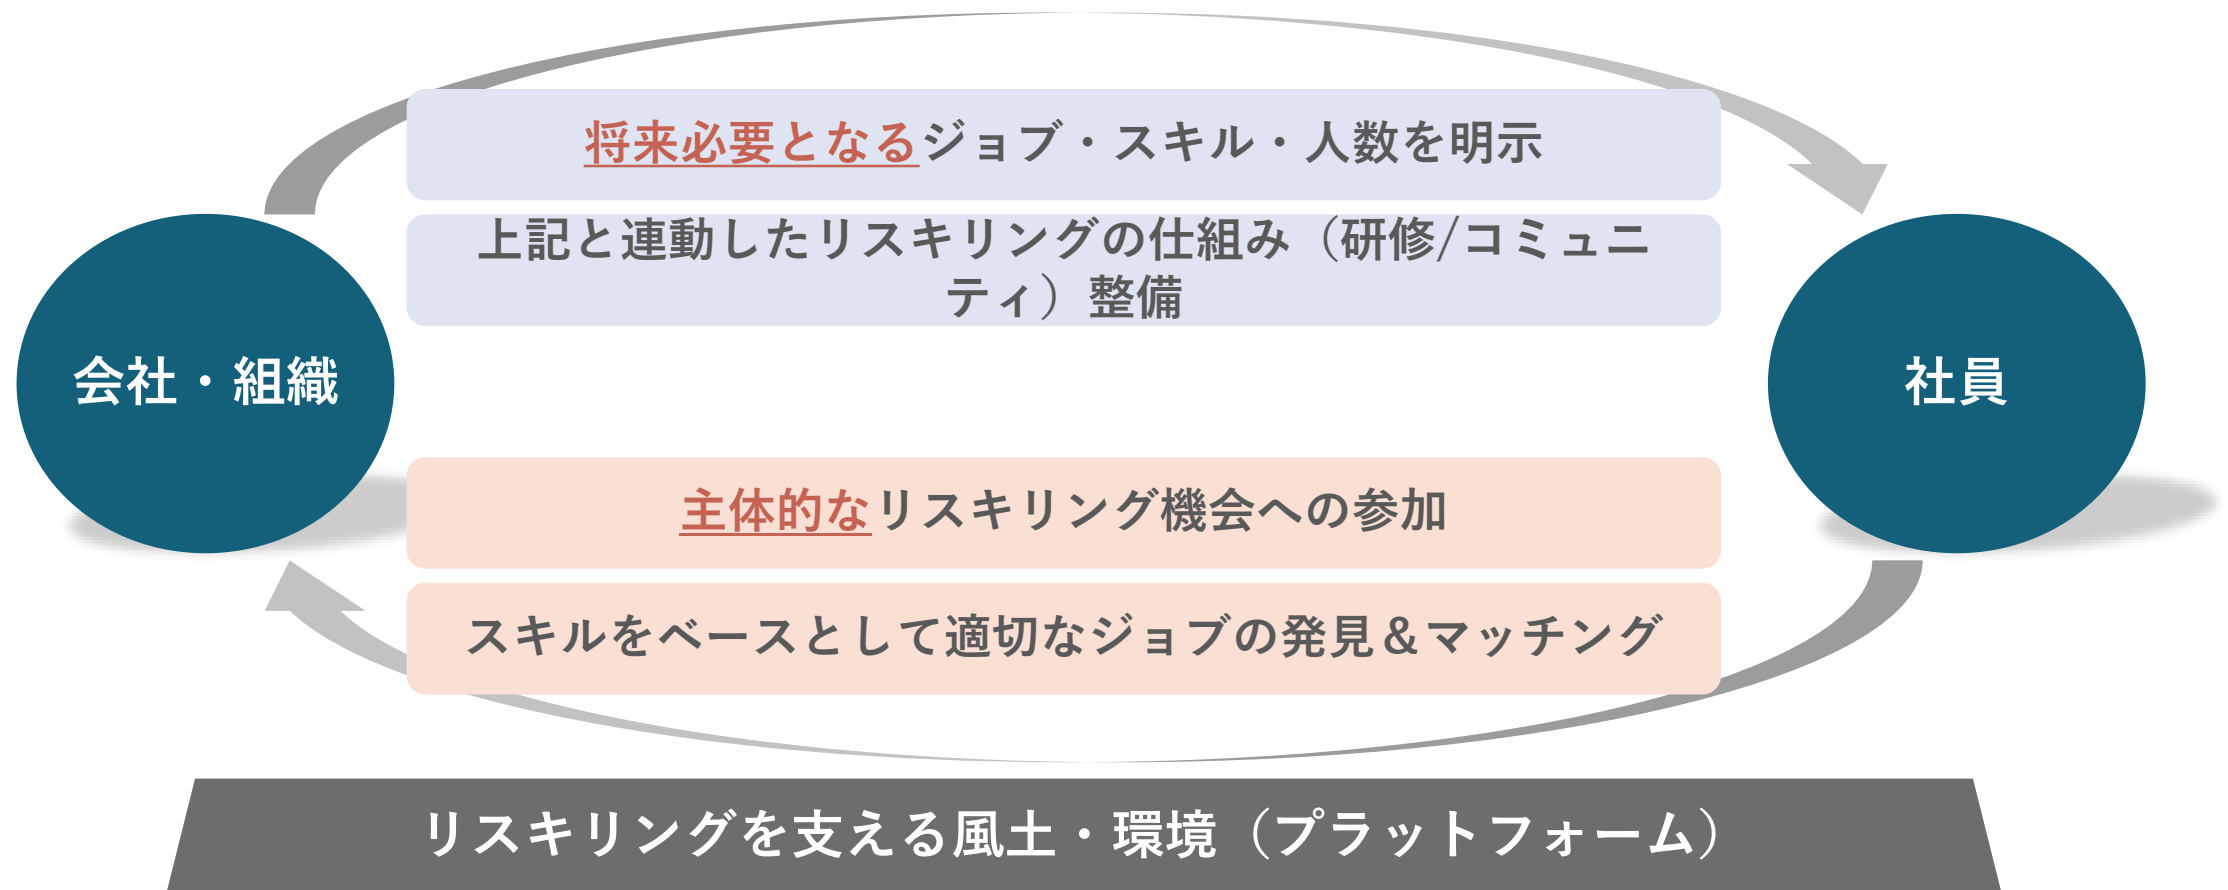 将来必要となるジョブ・スキル・人数を明示
上記と連動したリスキリングの仕組み（研修/コミュニ
ティ）整備
会社・組織
社員
主体的なリスキリング機会への参加
スキルをベースとして適切なジョブの発見＆マッチング
リスキリングを支える風土・環境（プラットフォーム）